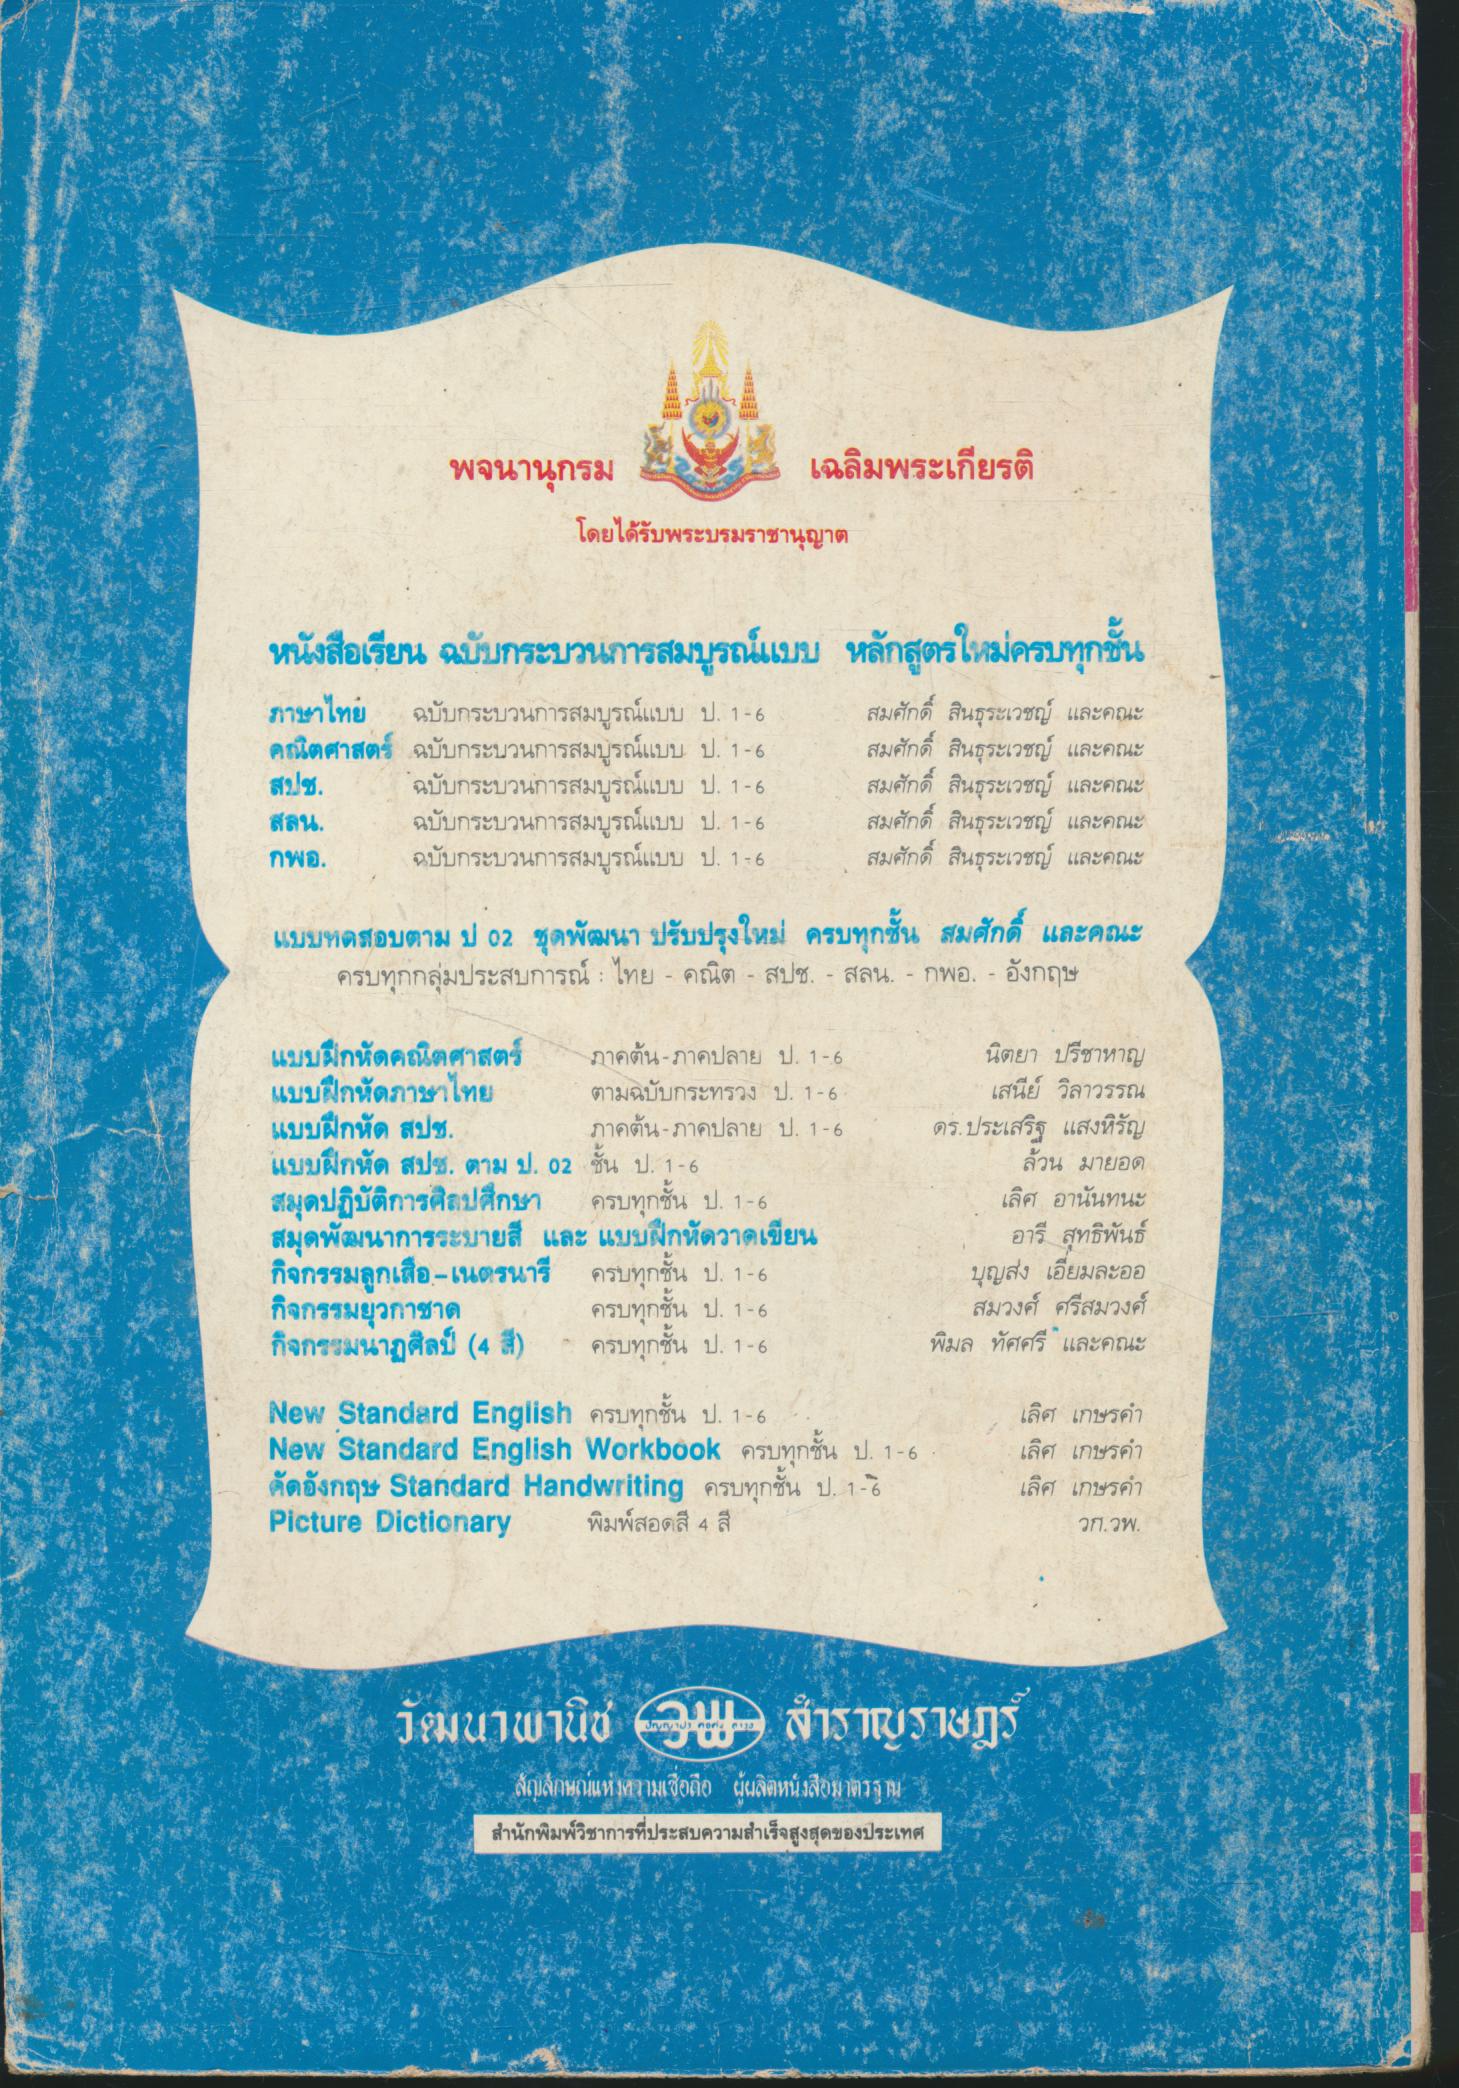 พจนานุกรม เฉลิมพระเกียรติ
โดยได้รับพระบรมราชานุญาต
หนังสือเรียน ฉบับกระบวนการสมบูรณ์แบบ หลักสูตรใหม่ครบทุกชั้น
ภาษาไทย ฉบับกระบวนการสมบูรณ์แบบ ป. 1-6 สมศักดิ์ สินธุระเวชญ์ และคณะ
คณิตศาสตร์ ฉบับกระบวนการสมบูรณ์แบบ ป. 1-6 สมศักดิ์ สินธุระเวชญ์ และคณะ
สปช. ฉบับกระบวนการสมบูรณ์แบบ ป. 1-6 สมศักดิ์ สินธุระเวชญ์ และคณะ
สลน. ฉบับกระบวนการสมบูรณ์แบบ ป. 1-6 สมศักดิ์ สินธุระเวชญ์ และคณะ
กพอ. ฉบับกระบวนการสมบูรณ์แบบ ป. 1-6 สมศักดิ์ สินธุระเวชญ์ และคณะ
แบบทดสอบตาม ป 02 ชุดพัฒนา ปรับปรุงใหม่ ครบทุกชั้น สมศักดิ์ และคณะ
ครบทุกกลุ่มประสบการณ์ : ไทย - คณิต - สปช. - สลน. - กพอ. - อังกฤษ
แบบฝึกหัดคณิตศาสตร์ ภาคต้น-ภาคปลาย ป. 1-6 นิตยา ปรีชาหาญ
แบบฝึกหัดภาษาไทย ตามฉบับกระทรวง ป. 1-6 เสนีย์ วิลาวรรณ
แบบฝึกหัด สปช. ภาคต้น-ภาคปลาย ป. 1-6 ดร.ประเสริฐ แสงหิรัญ
แบบฝึกหัด สปช. ตาม ป. 02 ชั้น ป. 1-6 ล้วน มายอด
สมุดปฏิบัติการศิลปศึกษา ครบทุกชั้น ป. 1-6 เลิศ อานันทนะ
สมุดพัฒนาการระบายสี และ แบบฝึกหัดวาดเขียน อารี สุทธิพันธ์
กิจกรรมลูกเสือ-เนตรนารี ครบทุกชั้น ป. 1-6 บุญส่ง เอี่ยมละออ
กิจกรรมยุวกาชาด ครบทุกชั้น ป. 1-6 สมวงศ์ ศรีสมวงศ์
กิจกรรมนาฏศิลป์ (4 สี) ครบทุกชั้น ป. 1-6 พิมล ทัศศรี และคณะ
New Standard English ครบทุกชั้น ป. 1-6 เลิศ เกษรคำ
New Standard English Workbook ครบทุกชั้น ป. 1-6 เลิศ เกษรคำ
คัดอังกฤษ Standard Handwriting ครบทุกชั้น ป. 1-6 เลิศ เกษรคำ
Picture Dictionary พิมพ์สอดสี 4 สี วก.วพ.
วัฒนาพานิช วพ สำราญราษฎร์
สัญลักษณ์แห่งความเชื่อถือ ผู้ผลิตหนังสือมาตรฐาน
สำนักพิมพ์วิชาการที่ประสบความสำเร็จสูงสุดของประเทศ